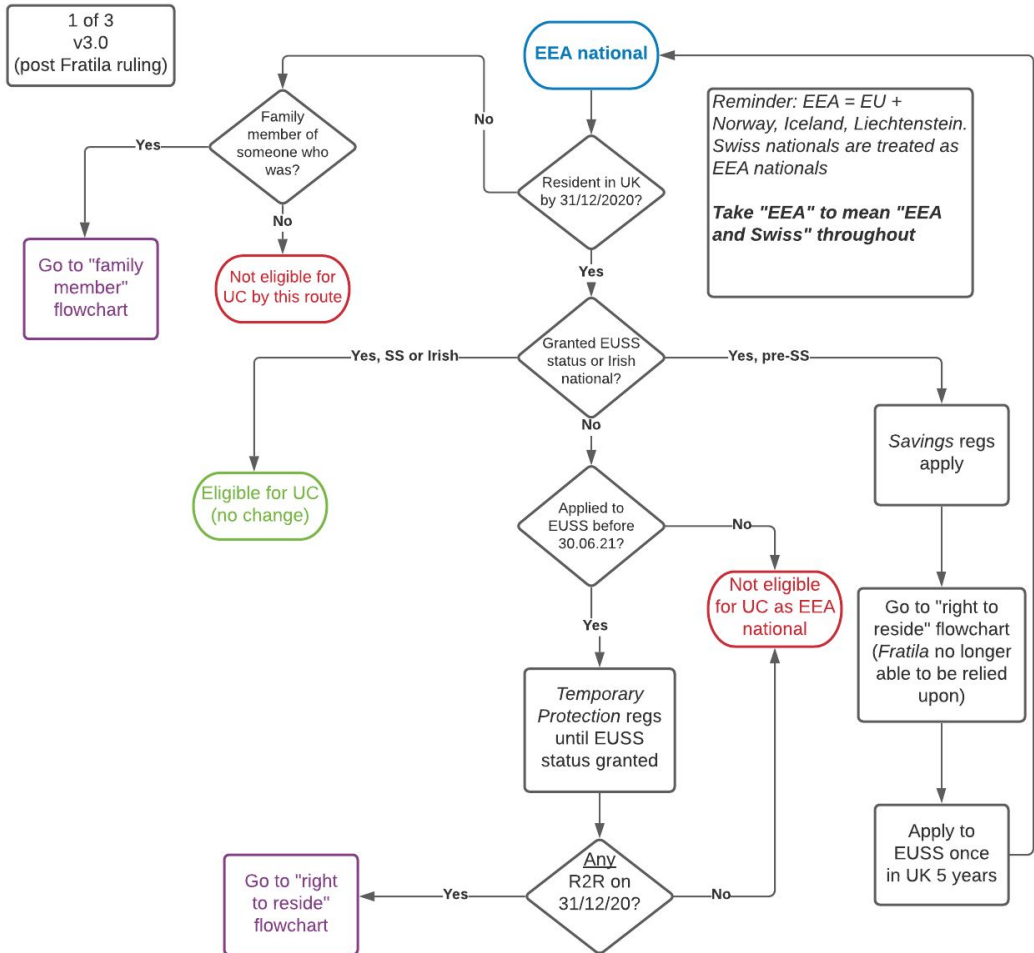 1 of 3
v3.0
(post Fratila ruling)
EEA national
Reminder: EEA = EU +
Norway, Iceland, Liechtenstein.
Swiss nationals are treated as
EEA nationals
Take "EEA" to mean "EEA
and Swiss" throughout
No
Family
member of
someone who
was?
Yes
Resident in UK
by 31/12/2020?
No
Go to "family
member"
flowchart
Not eligible for
UC by this route
Yes
Granted EUSS
status or Irish
national?
Yes, SS or Irish
Yes, pre-SS
No
Savings regs
apply
Eligible for UC
(no change)
Applied to
EUSS before
30.06.21?
No
Not eligible
for UC as EEA
national
Go to "right to
reside" flowchart
(Fratila no longer
able to be relied
upon)
Yes
Temporary
Protection regs
until EUSS
status granted
Apply to
EUSS once
in UK 5 years
Any
R2R on
31/12/20?
Yes
No
Go to "right
to reside"
flowchart